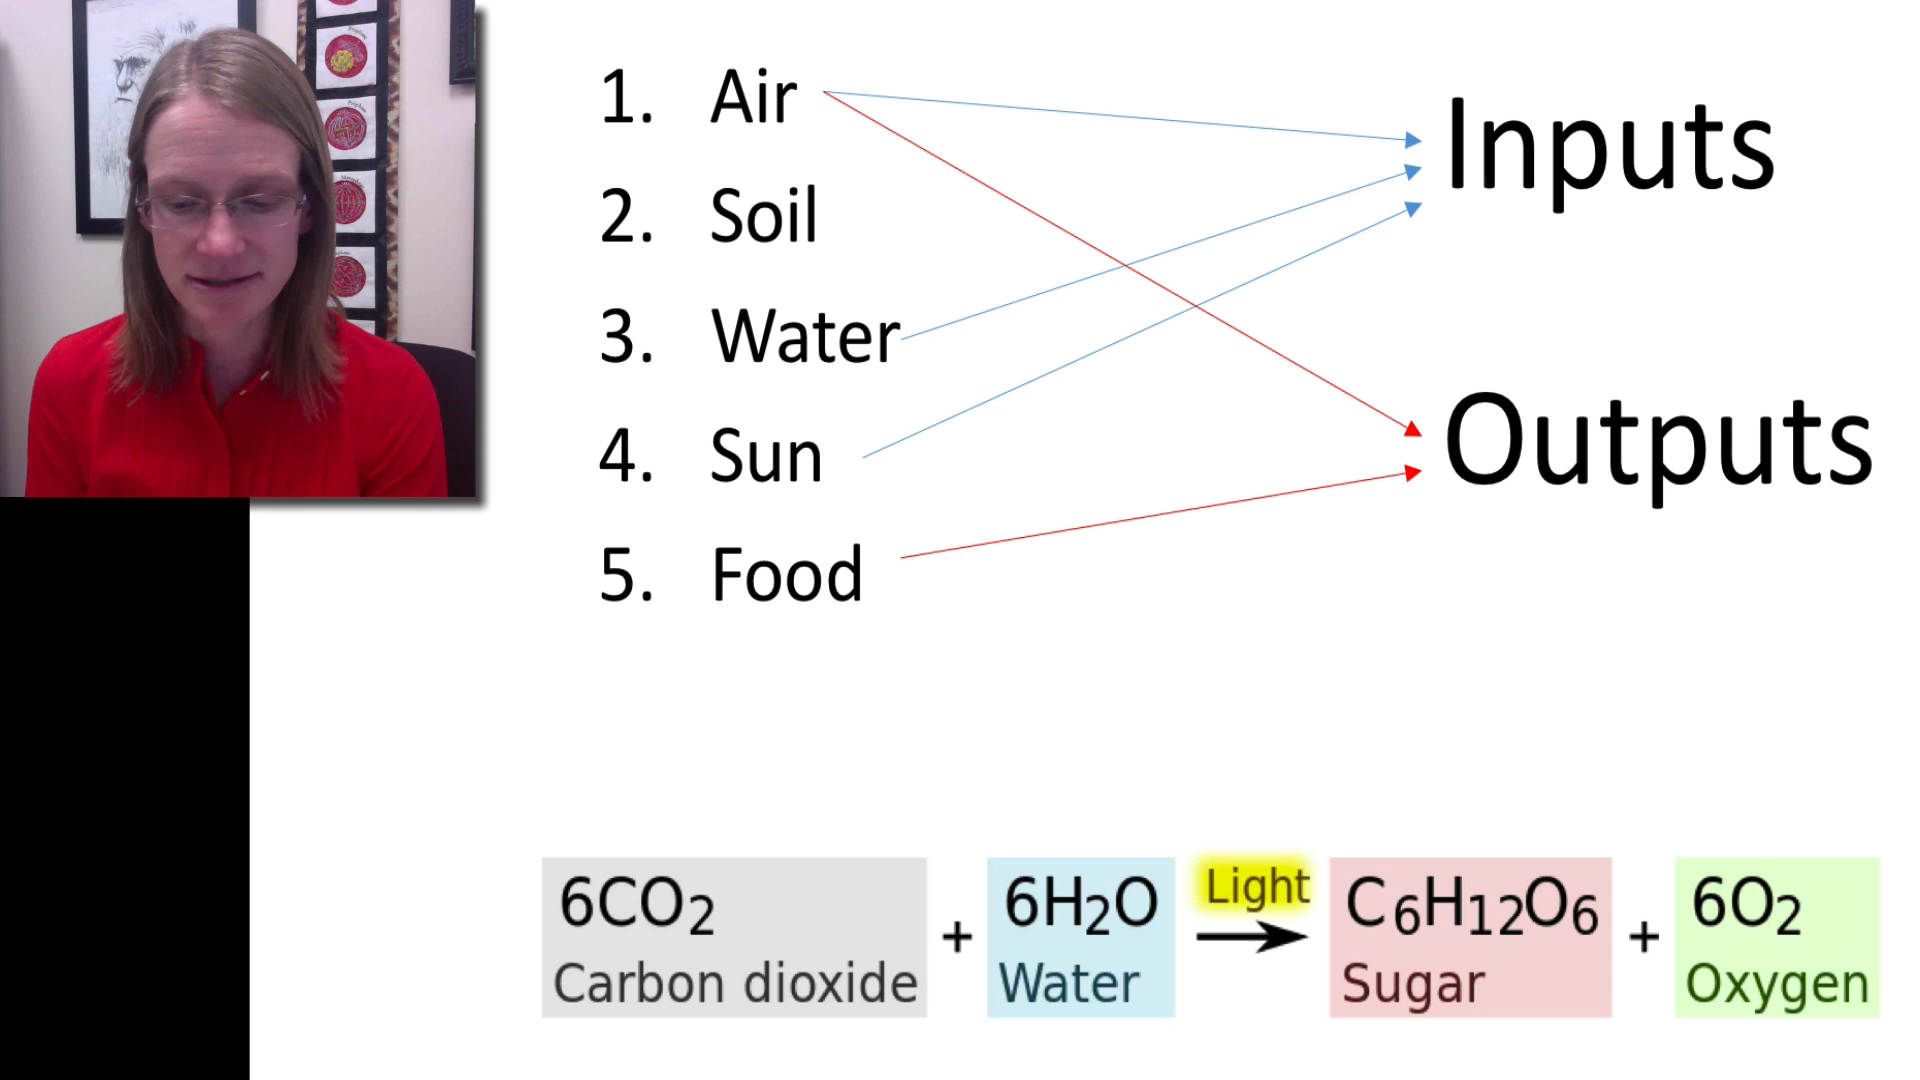 1. Air
2. Soil
3. Water
4. Sun
5. Food
Inputs
Outputs
6CO2 + 6H2O Light C6H12O6 + 6O2
Carbon dioxide Water Sugar Oxygen